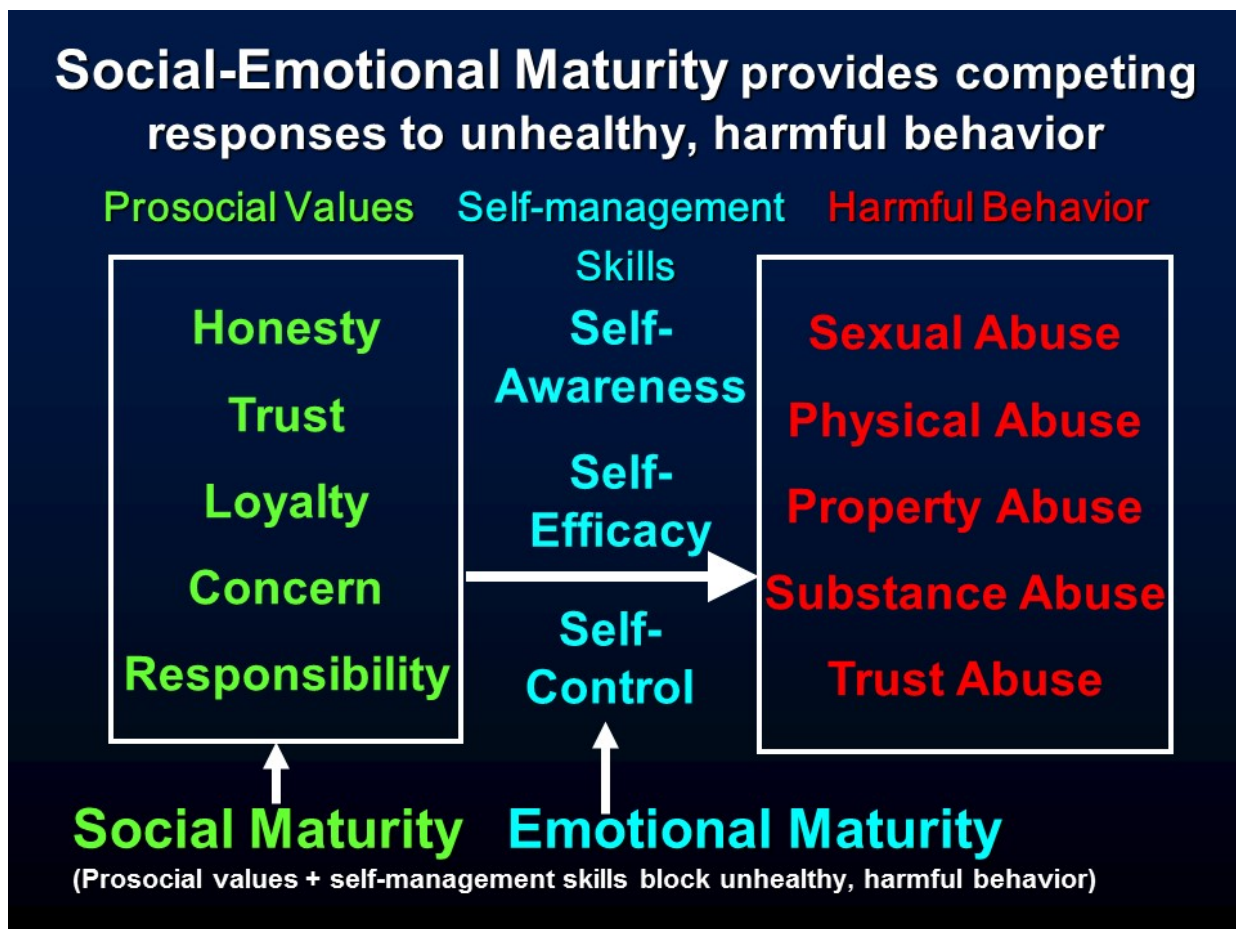 Social-Emotional Maturity provides competing
responses to unhealthy, harmful behavior
Prosocial Values
Honesty
Trust
Loyalty
Concern
Responsibility
Self-management
Skills
Self-
Awareness
Self-
Efficacy
Self-
Control
Harmful Behavior
Sexual Abuse
Physical Abuse
Property Abuse
Substance Abuse
Trust Abuse
Social Maturity
Emotional Maturity
(Prosocial values + self-management skills block unhealthy, harmful behavior)